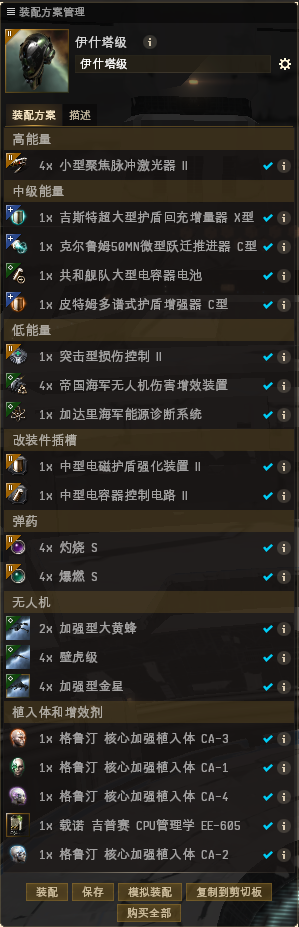 装配方案管理
伊什塔级
伊什塔级
装配方案 描述
高能量
4x 小型聚焦脉冲激光器 II
中级能量
1x 吉斯特超大型护盾回充增量器 X型
1x 克尔鲁姆50MN微型跃迁推进器 C型
1x 共和舰队大型电容器电池
1x 皮特姆多谱式护盾增强器 C型
低能量
1x 突击型损伤控制 II
4x 帝国海军无人机伤害增效装置
1x 加达里海军能源诊断系统
改装件插槽
1x 中型电磁护盾强化装置 II
1x 中型电容器控制电路 II
弹药
4x 灼烧 S
4x 爆燃 S
无人机
2x 加强型大黄蜂
4x 壁虎级
4x 加强型金星
植入体和增效剂
1x 格鲁汀 核心加强植入体 CA-3
1x 格鲁汀 核心加强植入体 CA-1
1x 格鲁汀 核心加强植入体 CA-4
1x 载诺 吉普赛 CPU管理学 EE-605
1x 格鲁汀 核心加强植入体 CA-2
装配 保存 模拟装配 复制到剪切板
购买全部